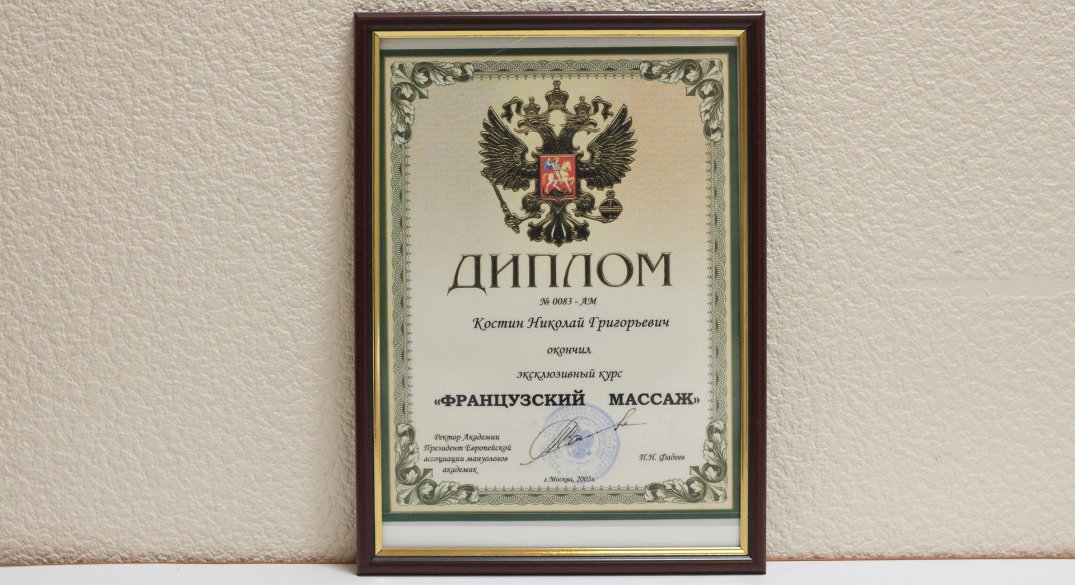 ДИПЛОМ
№ 0083 - АМ
Костин Николай Григорьевич
окончил
эксклюзивный курс
«ФРАНЦУЗСКИЙ МАССАЖ»
Ректор Академии
Президент Европейской
ассоциации мануологов
академик
П.Н. Фадеев
г.Москва, 2005г.